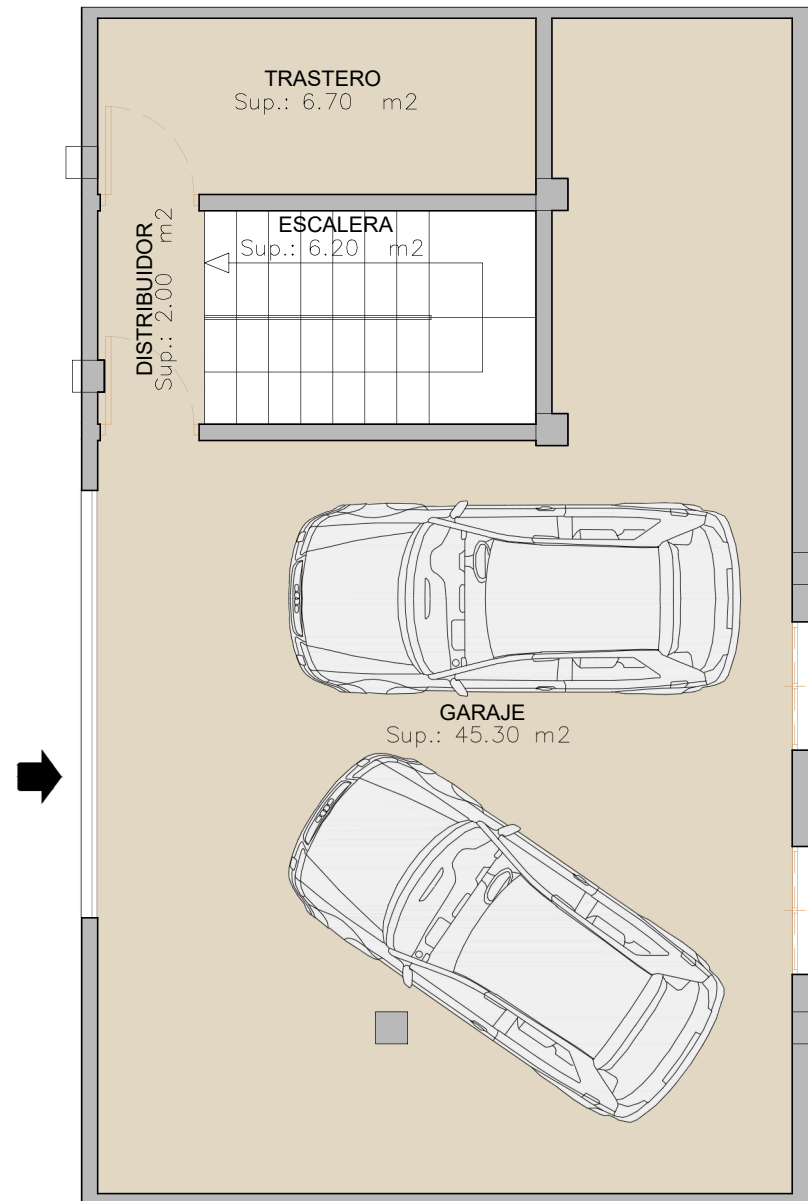 TRASTERO
Sup.: 6.70 m2
ESCALERA
Sup.: 6.20 m2
DISTRIBUIDOR
Sup.: 2.00 m2
GARAJE
Sup.: 45.30 m2